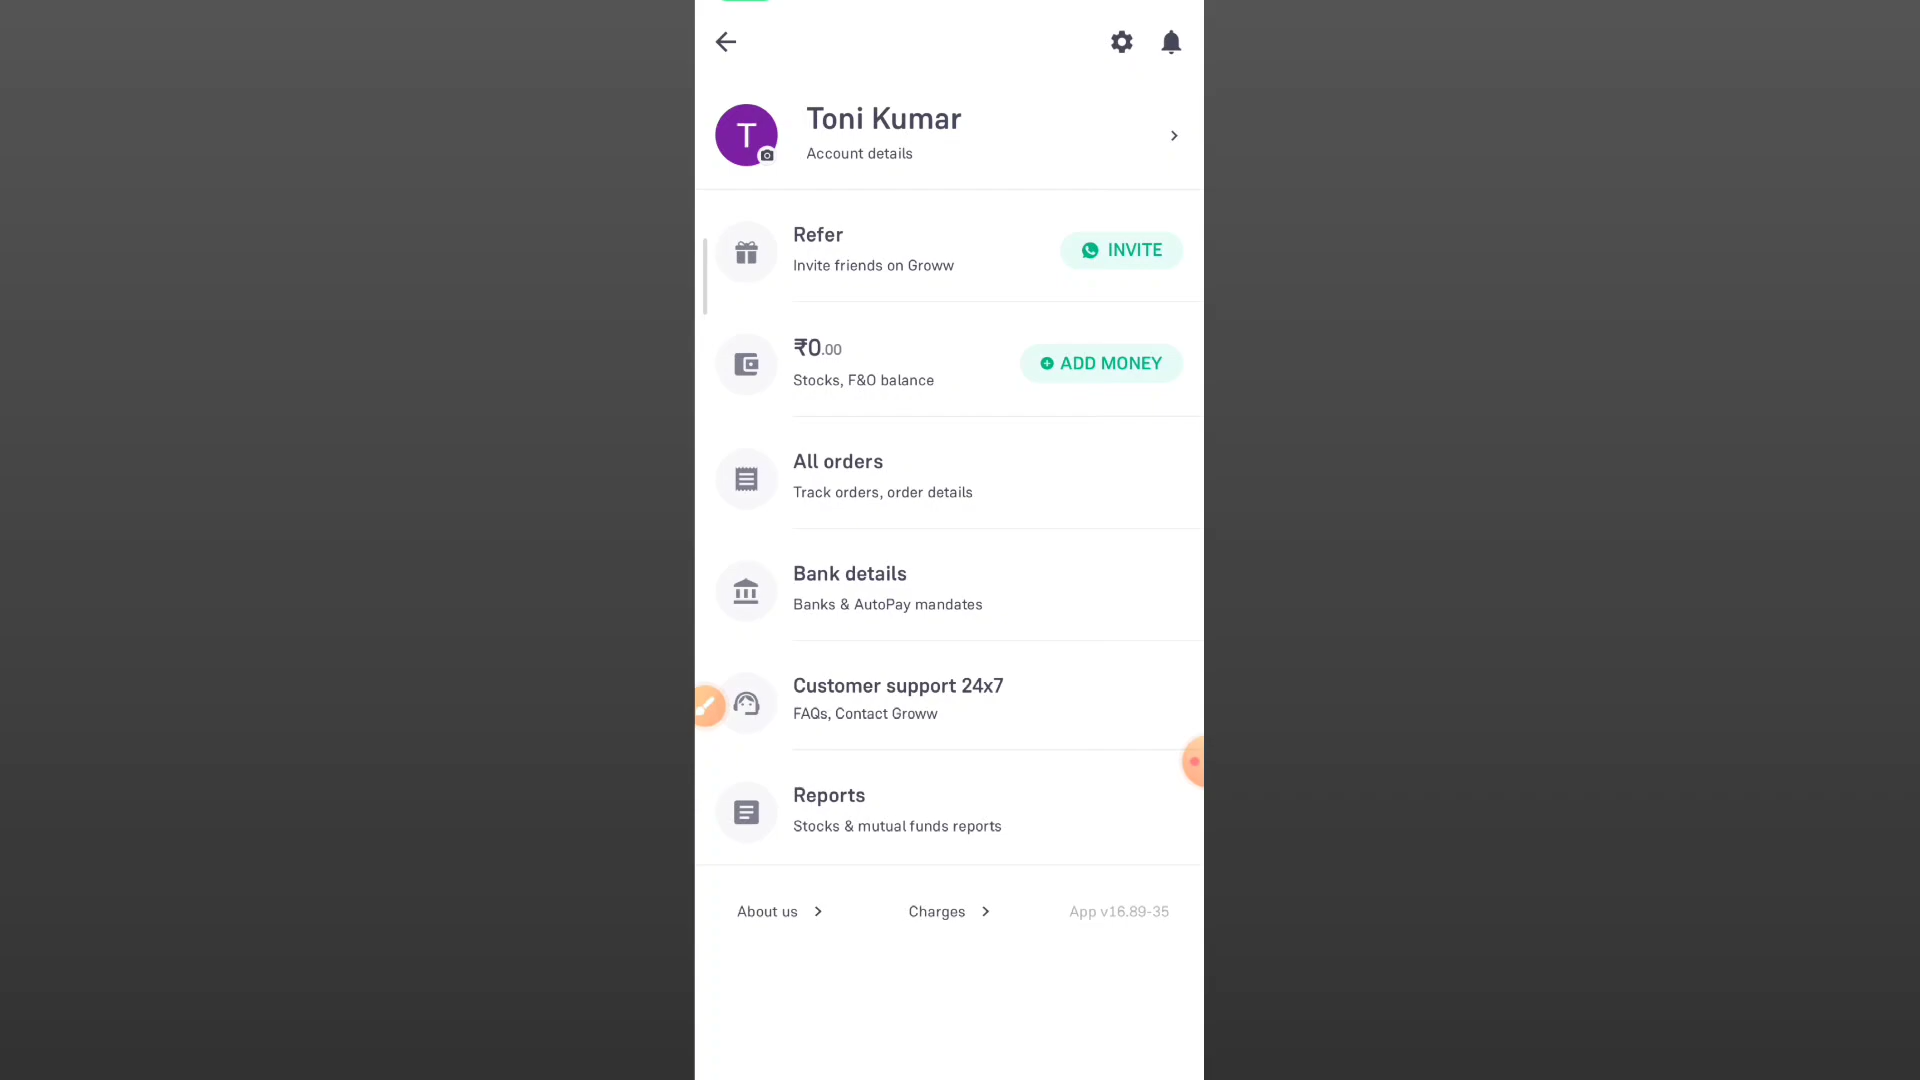 T
Toni Kumar
Account details
Refer
Invite friends on Groww
INVITE
₹0.00
Stocks, F&O balance
ADD MONEY
All orders
Track orders, order details
Bank details
Banks & AutoPay mandates
Customer support 24x7
FAQs, Contact Groww
Reports
Stocks & mutual funds reports
About us
Charges
App v16.89-35